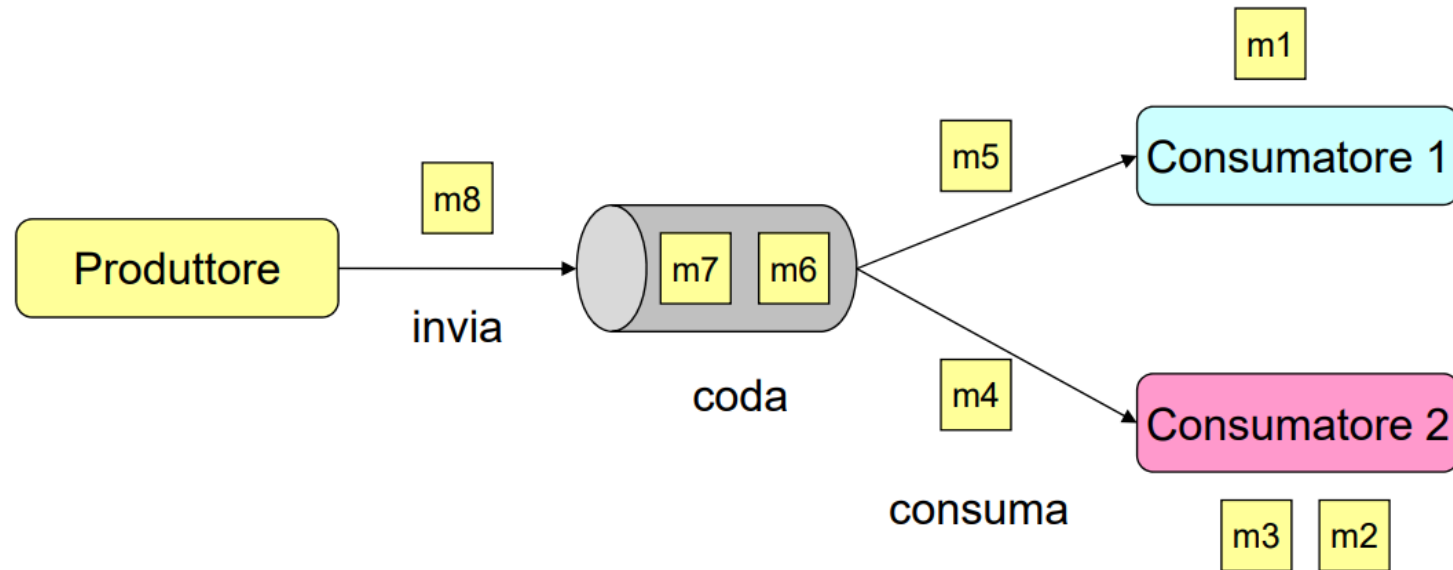 m1
m5
Consumatore 1
m8
Produttore
m7 m6
invia
coda
m4
Consumatore 2
consuma
m3 m2